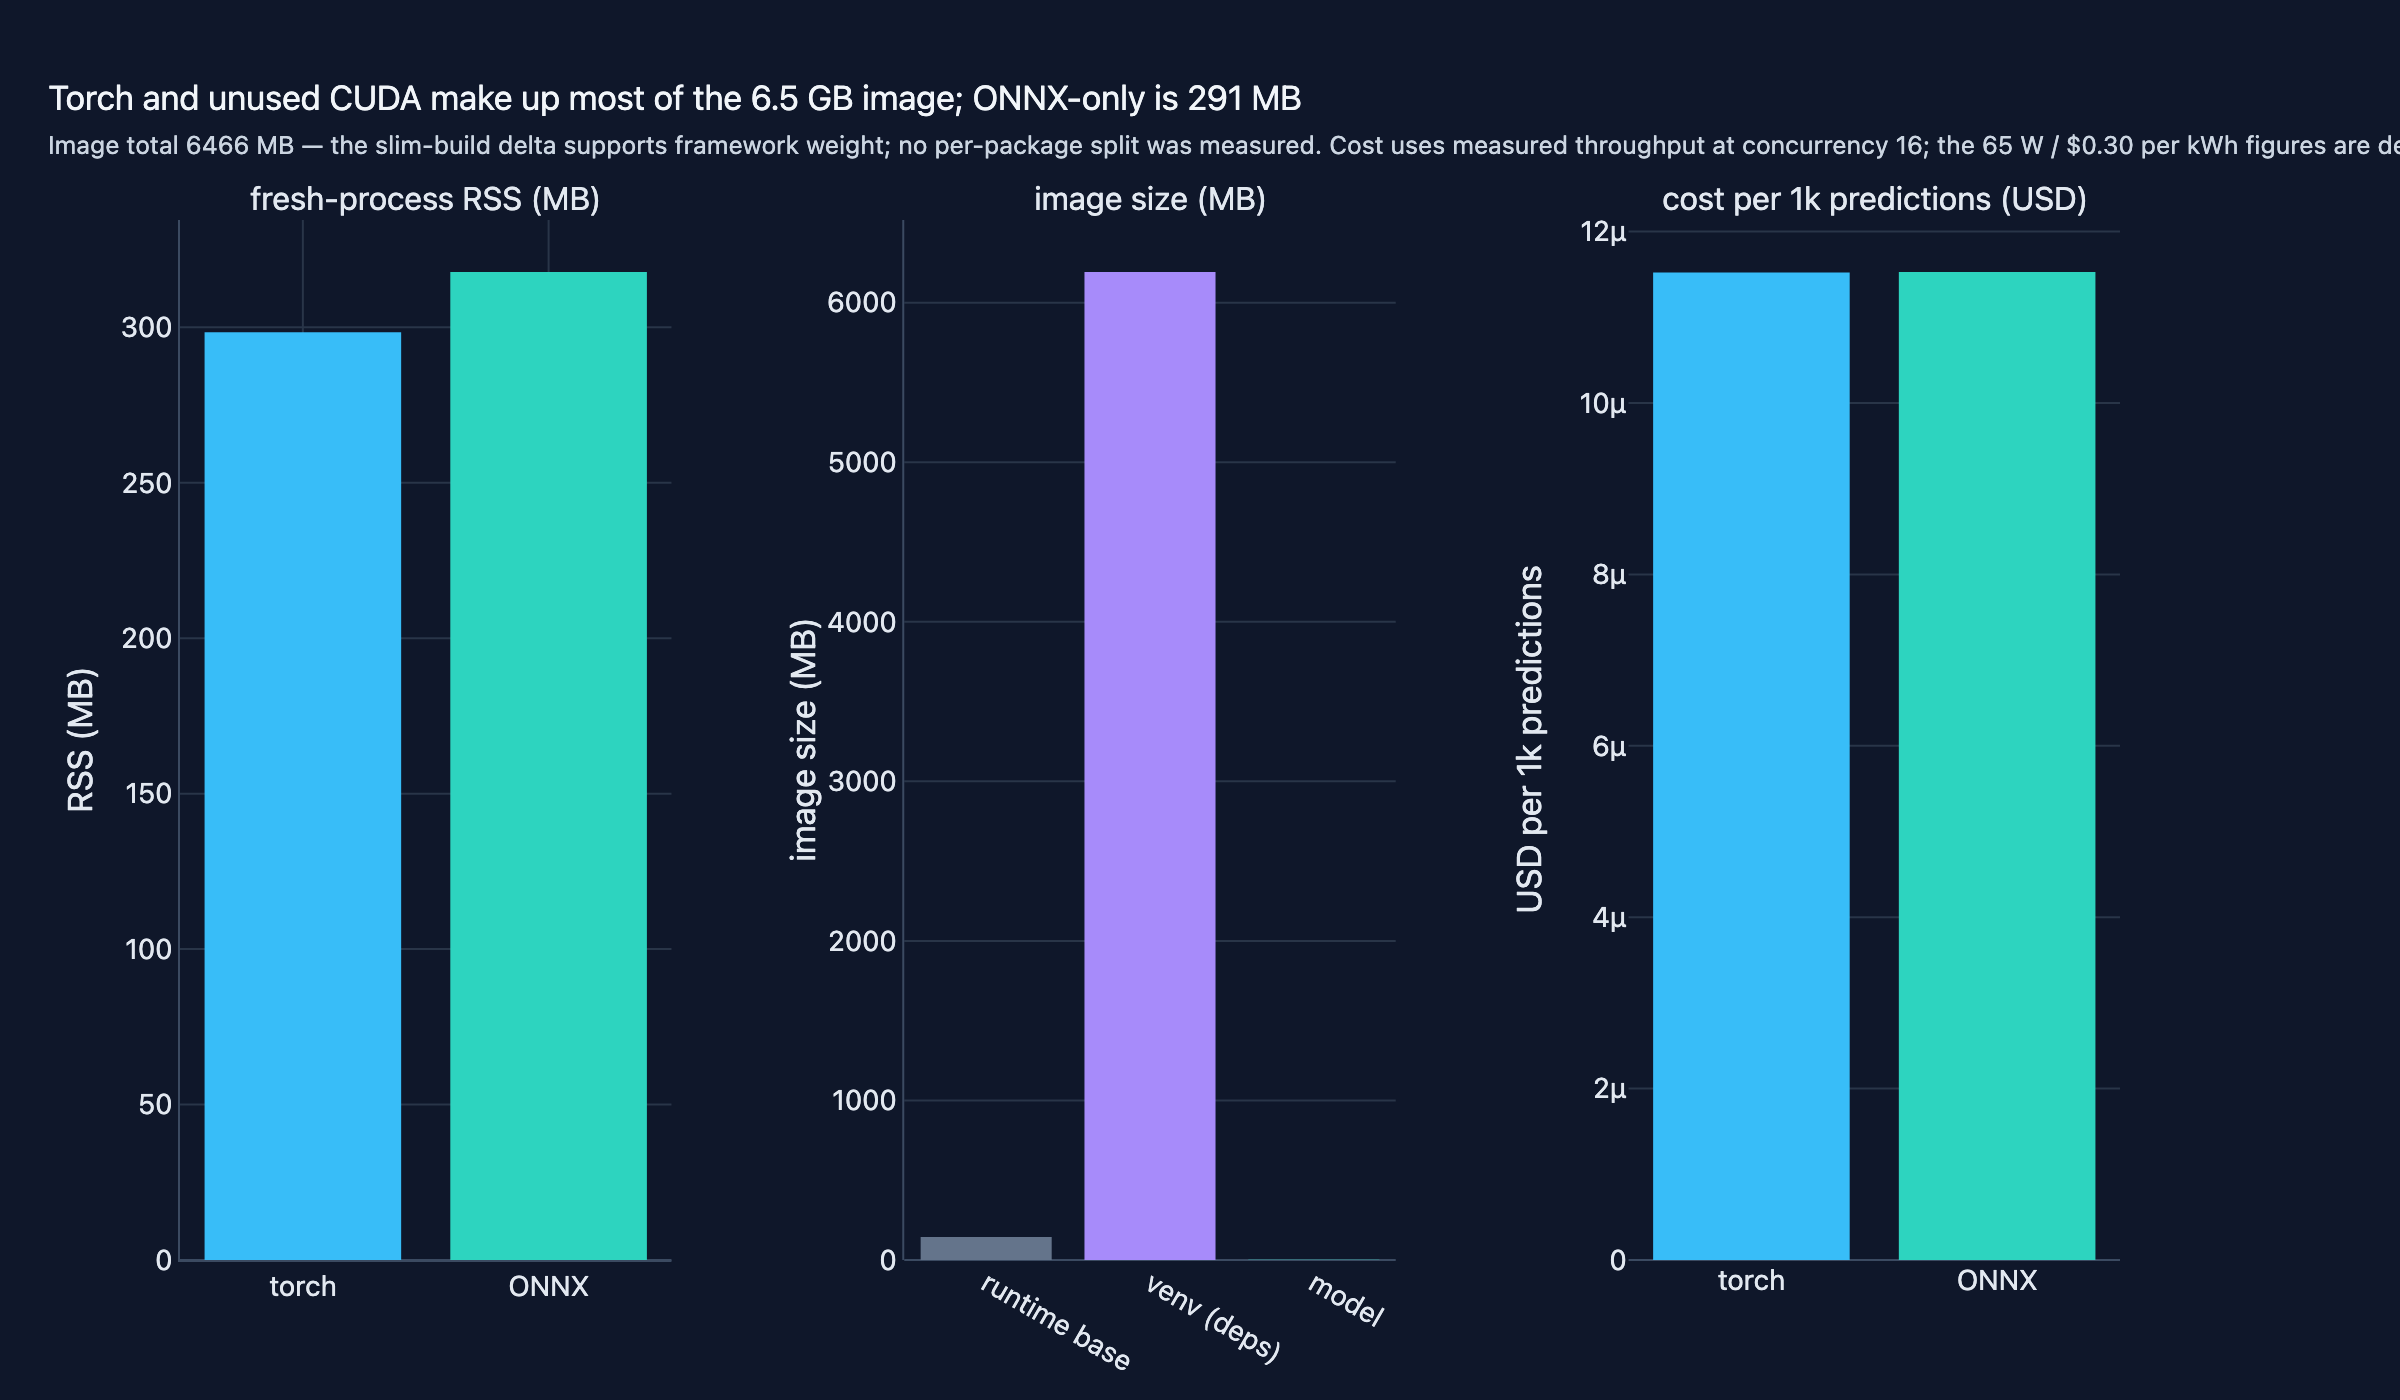 Torch and unused CUDA make up most of the 6.5 GB image; ONNX-only is 291 MB
Image total 6466 MB — the slim-build delta supports framework weight; no per-package split was measured. Cost uses measured throughput at concurrency 16; the 65 W / $0.30 per kWh figures are
fresh-process RSS (MB)
RSS (MB)
300
250
200
150
100
50
0
torch
ONNX
image size (MB)
image size (MB)
6000
5000
4000
3000
2000
1000
0
runtime base
venv (deps)
model
cost per 1k predictions (USD)
USD per 1k predictions
12µ
10µ
8µ
6µ
4µ
2µ
0
torch
ONNX